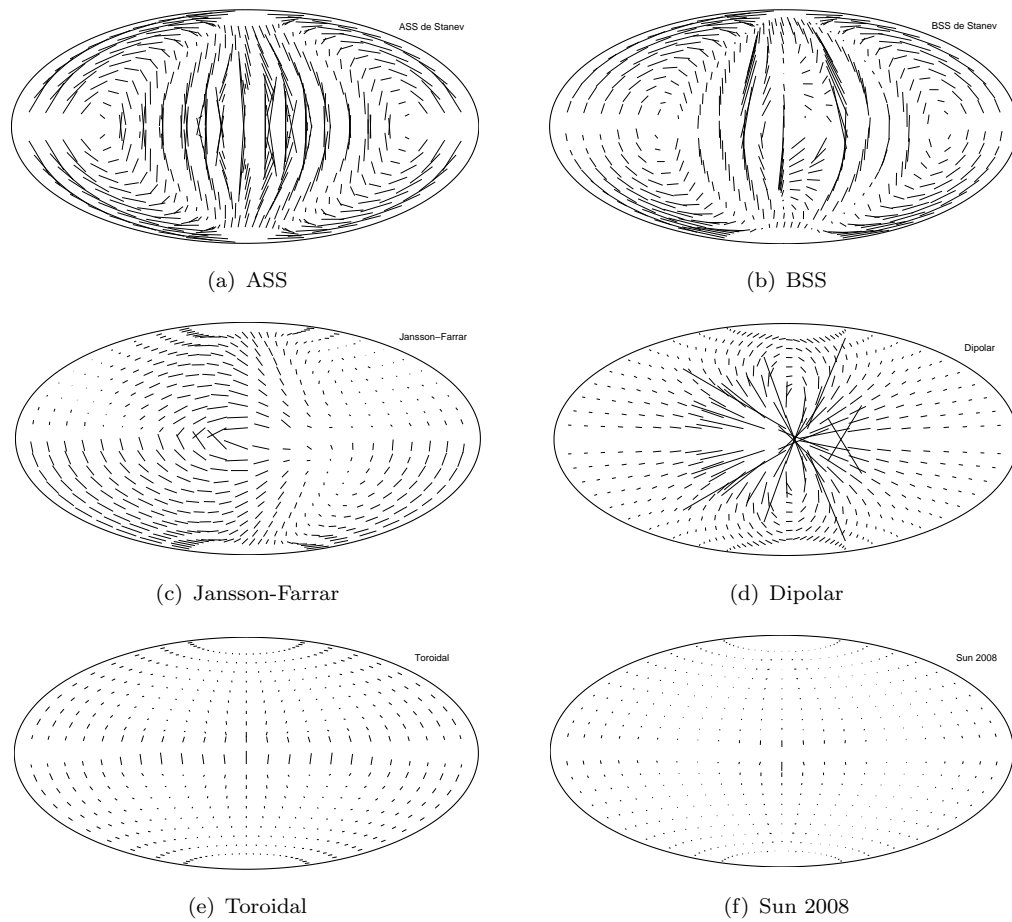 ASS de Stanev
BSS de Stanev
(a) ASS
(b) BSS
Jansson–Farrar
Dipolar
(c) Jansson-Farrar
(d) Dipolar
Toroidal
Sun 2008
(e) Toroidal
(f) Sun 2008